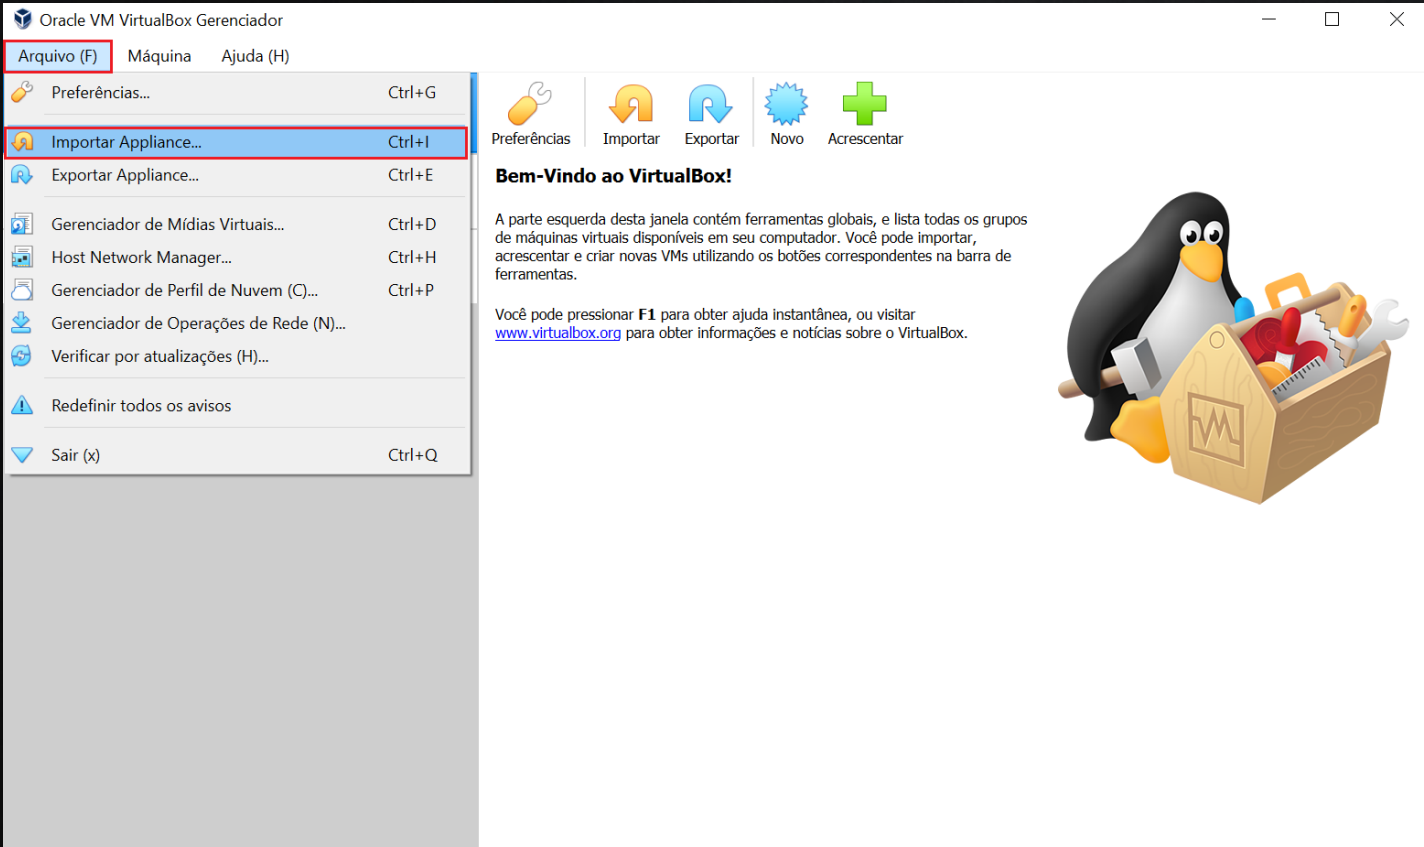 Oracle VM VirtualBox Gerenciador
Arquivo (F) Máquina Ajuda (H)
Preferências... Ctrl+G
Importar Appliance... Ctrl+I
Exportar Appliance... Ctrl+E
Gerenciador de Mídias Virtuais... Ctrl+D
Host Network Manager... Ctrl+H
Gerenciador de Perfil de Nuvem (C)... Ctrl+P
Gerenciador de Operações de Rede (N)...
Verificar por atualizações (H)...
Redefinir todos os avisos
Sair (x) Ctrl+Q
Preferências Importar Exportar Novo Acrescentar
Bem-Vindo ao VirtualBox!
A parte esquerda desta janela contém ferramentas globais, e lista todas os grupos
de máquinas virtuais disponíveis em seu computador. Você pode importar,
acrescentar e criar novas VMs utilizando os botões correspondentes na barra de
ferramentas.
Você pode pressionar F1 para obter ajuda instantânea, ou visitar
www.virtualbox.org para obter informações e notícias sobre o VirtualBox.
VM